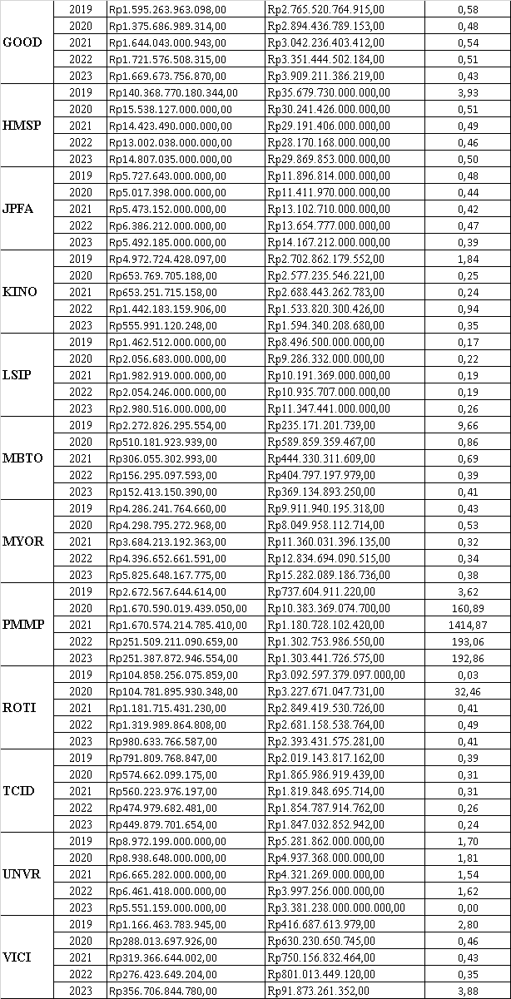 GOOD
2019 Rp1.595.263.963.098,00 Rp2.765.520.764.915,00 0,58
2020 Rp1.375.686.989.314,00 Rp2.894.436.789.153,00 0,48
2021 Rp1.644.043.000.943,00 Rp3.042.236.403.412,00 0,54
2022 Rp1.721.576.508.315,00 Rp3.351.444.502.184,00 0,51
2023 Rp1.669.673.756.870,00 Rp3.909.211.386.219,00 0,43
HMSP
2019 Rp140.368.770.180.344,00 Rp35.679.730.000.000,00 3,93
2020 Rp15.538.127.000.000,00 Rp30.241.426.000.000,00 0,51
2021 Rp14.423.490.000.000,00 Rp29.191.406.000.000,00 0,49
2022 Rp13.002.038.000.000,00 Rp28.170.168.000.000,00 0,46
2023 Rp14.807.035.000.000,00 Rp29.869.853.000.000,00 0,50
JPFA
2019 Rp5.727.643.000.000,00 Rp11.896.814.000.000,00 0,48
2020 Rp5.017.398.000.000,00 Rp11.411.970.000.000,00 0,44
2021 Rp5.473.152.000.000,00 Rp13.102.710.000.000,00 0,42
2022 Rp6.386.212.000.000,00 Rp13.654.777.000.000,00 0,47
2023 Rp5.492.185.000.000,00 Rp14.167.212.000.000,00 0,39
KINO
2019 Rp4.972.724.428.097,00 Rp2.702.862.179.552,00 1,84
2020 Rp653.769.705.188,00 Rp2.577.235.546.221,00 0,25
2021 Rp653.251.715.158,00 Rp2.688.443.262.783,00 0,24
2022 Rp1.442.183.159.906,00 Rp1.533.820.300.426,00 0,94
2023 Rp555.991.120.248,00 Rp1.594.340.208.680,00 0,35
LSIP
2019 Rp1.462.512.000.000,00 Rp8.496.500.000.000,00 0,17
2020 Rp2.056.683.000.000,00 Rp9.286.332.000.000,00 0,22
2021 Rp1.982.919.000.000,00 Rp10.191.369.000.000,00 0,19
2022 Rp2.054.246.000.000,00 Rp10.935.707.000.000,00 0,19
2023 Rp2.980.516.000.000,00 Rp11.347.441.000.000,00 0,26
MBTO
2019 Rp2.272.826.295.554,00 Rp235.171.201.739,00 9,66
2020 Rp510.181.923.939,00 Rp589.859.359.467,00 0,86
2021 Rp306.055.302.993,00 Rp444.330.311.609,00 0,69
2022 Rp156.295.097.593,00 Rp404.797.197.979,00 0,39
2023 Rp152.413.150.390,00 Rp369.134.893.250,00 0,41
MYOR
2019 Rp4.286.241.764.660,00 Rp9.911.940.195.318,00 0,43
2020 Rp4.298.795.272.968,00 Rp8.049.958.112.714,00 0,53
2021 Rp3.684.213.192.363,00 Rp11.360.031.396.135,00 0,32
2022 Rp4.396.652.661.591,00 Rp12.834.694.090.515,00 0,34
2023 Rp5.825.648.167.775,00 Rp15.282.089.186.736,00 0,38
PMMP
2019 Rp2.672.567.644.614,00 Rp737.604.911.220,00 3,62
2020 Rp1.670.590.019.439.050,00 Rp10.383.369.074.700,00 160,89
2021 Rp1.670.574.214.785.410,00 Rp1.180.728.102.420,00 1414,87
2022 Rp251.509.211.090.659,00 Rp1.302.753.986.550,00 193,06
2023 Rp251.387.872.946.554,00 Rp1.303.441.726.575,00 192,86
ROTI
2019 Rp104.858.256.075.859,00 Rp3.092.597.379.097.000,00 0,03
2020 Rp104.781.895.930.348,00 Rp3.227.671.047.731,00 32,46
2021 Rp1.181.715.431.230,00 Rp2.849.419.530.726,00 0,41
2022 Rp1.319.989.864.808,00 Rp2.681.158.538.764,00 0,49
2023 Rp980.633.766.587,00 Rp2.393.431.575.281,00 0,41
TCID
2019 Rp791.809.768.847,00 Rp2.019.143.817.162,00 0,39
2020 Rp574.662.099.175,00 Rp1.865.986.919.439,00 0,31
2021 Rp560.223.976.197,00 Rp1.819.848.695.714,00 0,31
2022 Rp474.979.682.481,00 Rp1.854.787.914.762,00 0,26
2023 Rp449.879.701.654,00 Rp1.847.032.852.942,00 0,24
UNVR
2019 Rp8.972.199.000.000,00 Rp5.281.862.000.000,00 1,70
2020 Rp8.938.648.000.000,00 Rp4.937.368.000.000,00 1,81
2021 Rp6.665.282.000.000,00 Rp4.321.269.000.000,00 1,54
2022 Rp6.461.418.000.000,00 Rp3.997.256.000.000,00 1,62
2023 Rp5.551.159.000.000,00 Rp3.381.238.000.000.000,00 0,00
VICI
2019 Rp1.166.463.783.945,00 Rp416.687.613.979,00 2,80
2020 Rp288.013.697.926,00 Rp630.230.650.745,00 0,46
2021 Rp319.366.644.002,00 Rp750.156.832.464,00 0,43
2022 Rp276.423.649.204,00 Rp801.013.449.120,00 0,35
2023 Rp356.706.844.780,00 Rp91.873.261.352,00 3,88